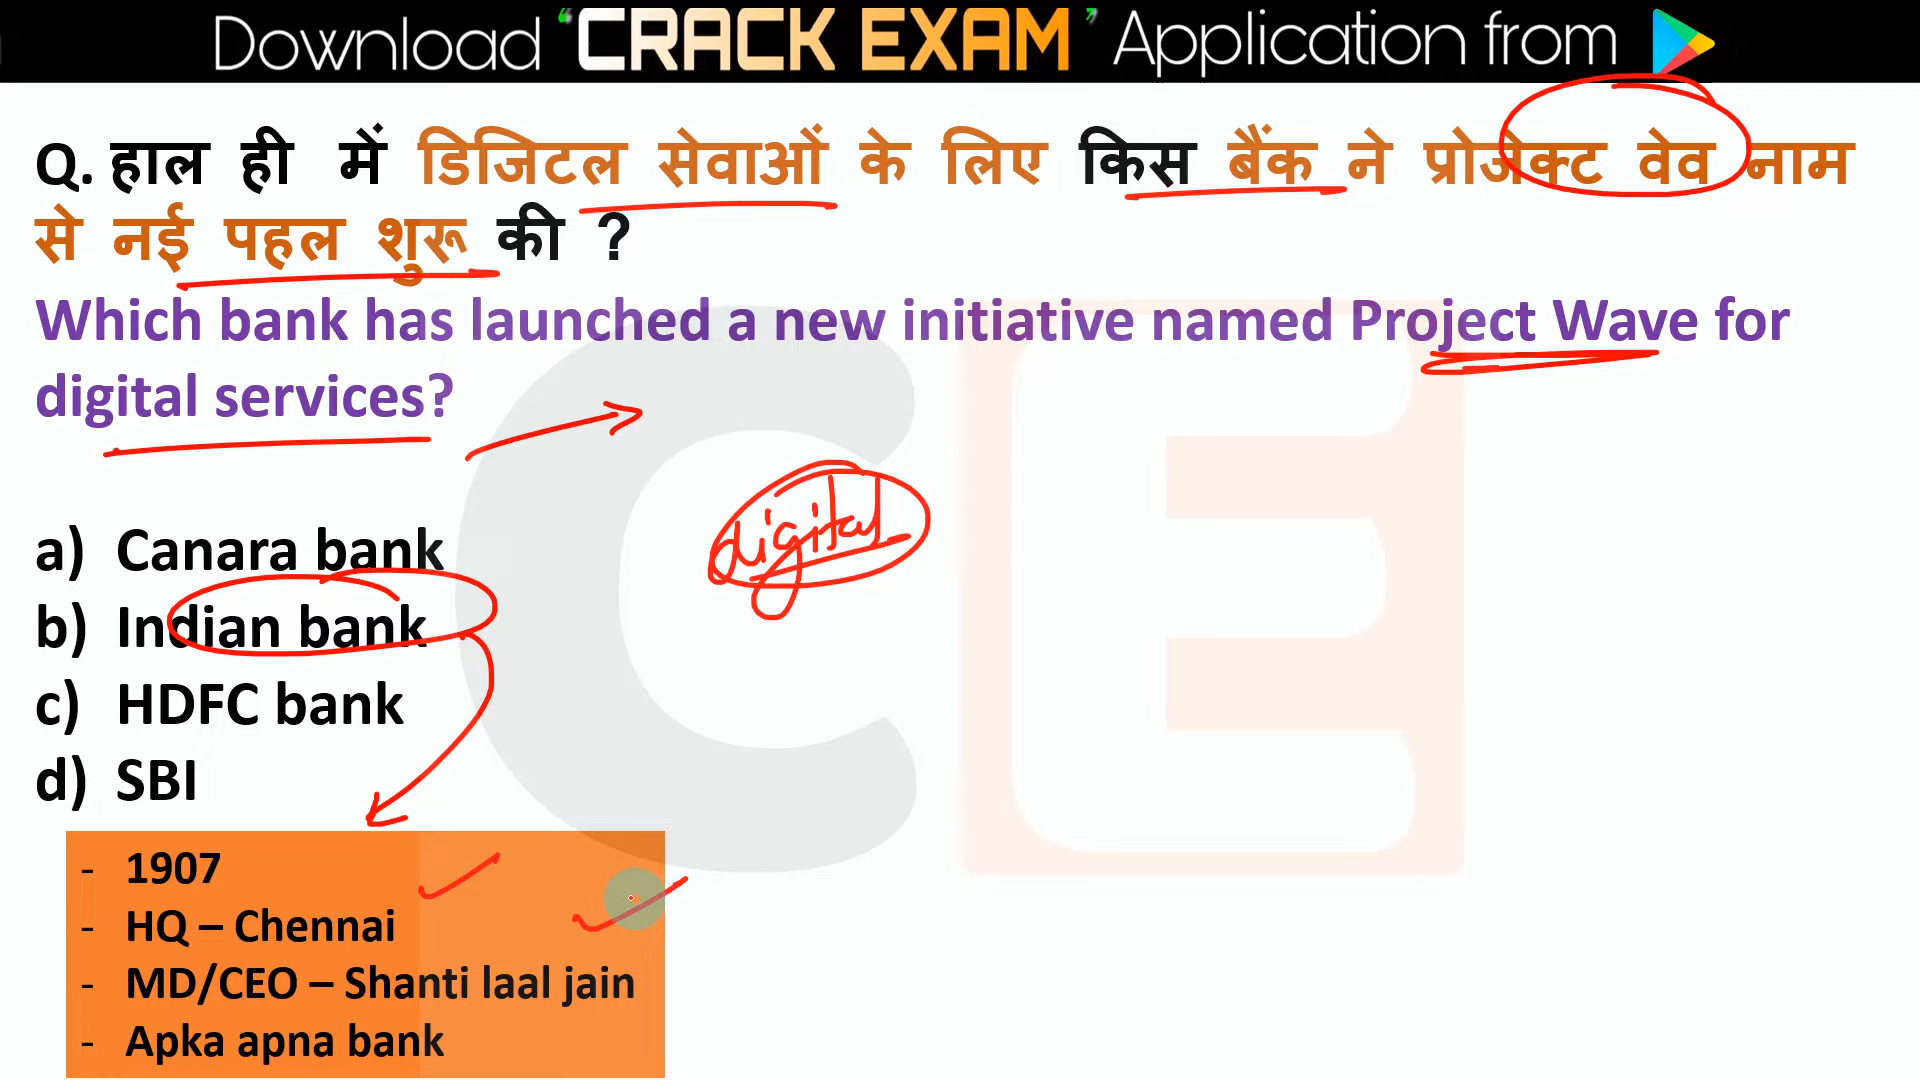 Download "CRACK EXAM" Application from
Q. हाल ही में डिजिटल सेवाओं के लिए किस बैंक ने प्रोजेक्ट वेव नाम
से नई पहल शुरू की ?
Which bank has launched a new initiative named Project Wave for
digital services?
digital
a) Canara bank
b) Indian bank
c) HDFC bank
d) SBI
- 1907
- HQ – Chennai
- MD/CEO – Shanti laal jain
- Apka apna bank
CE